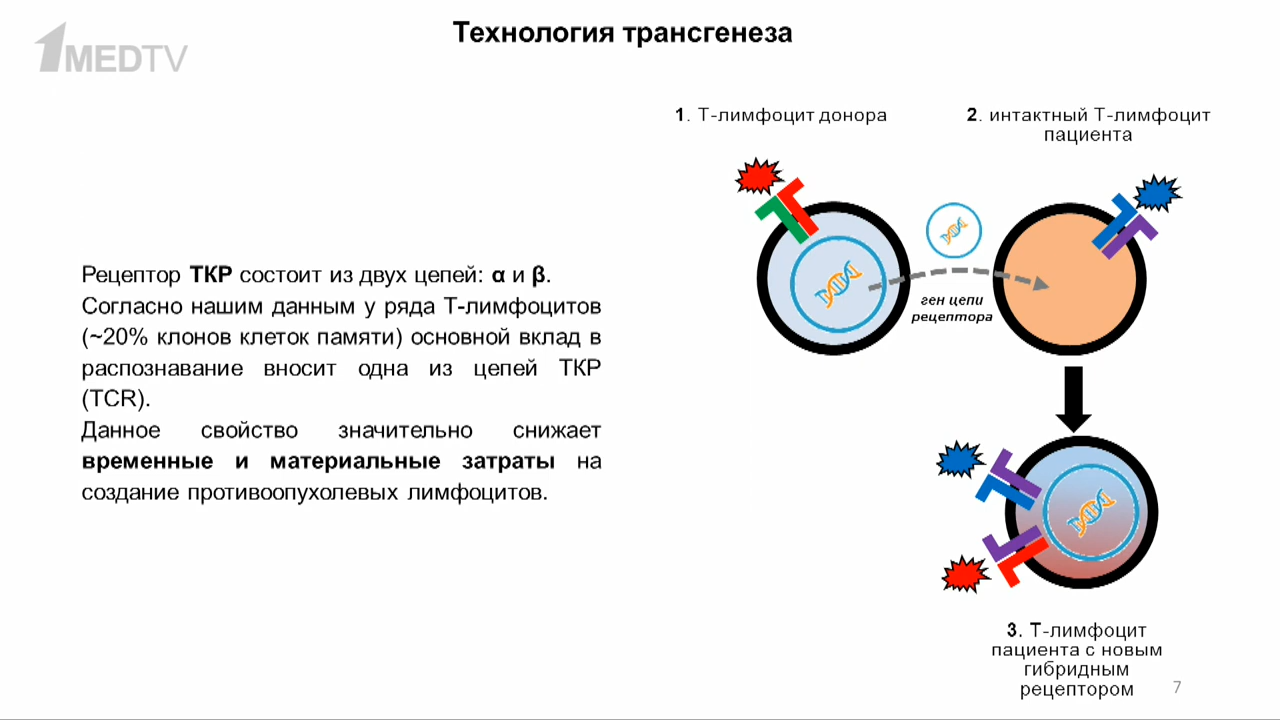 1MEDTV
Технология трансгенеза
1. Т-лимфоцит донора
2. интактный Т-лимфоцит
пациента
ген цепи
рецептора
Рецептор ТКР состоит из двух цепей: α и β.
Согласно нашим данным у ряда Т-лимфоцитов
(~20% клонов клеток памяти) основной вклад в
распознавание вносит одна из цепей ТКР
(TCR).
Данное свойство значительно снижает
временные и материальные затраты на
создание противоопухолевых лимфоцитов.
3. Т-лимфоцит
пациента с новым
гибридным
рецептором
7